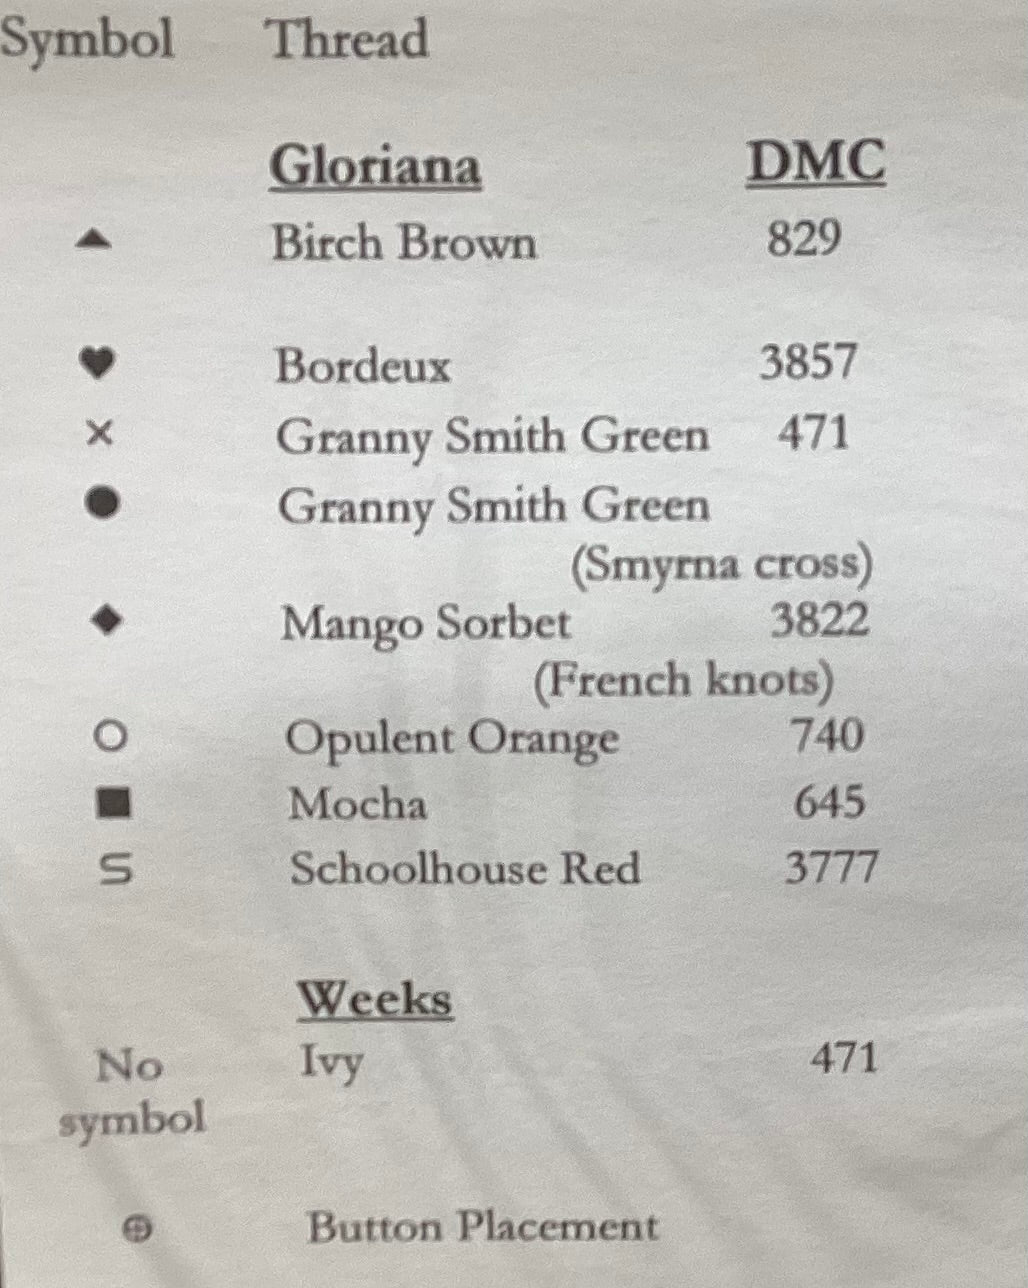 Symbol Thread
Gloriana DMC
▲ Birch Brown 829
♥ Bordeux 3857
× Granny Smith Green 471
● Granny Smith Green
(Smyrna cross)
◆ Mango Sorbet 3822
(French knots)
○ Opulent Orange 740
■ Mocha 645
S Schoolhouse Red 3777
Weeks
No Ivy 471
symbol
⊕ Button Placement